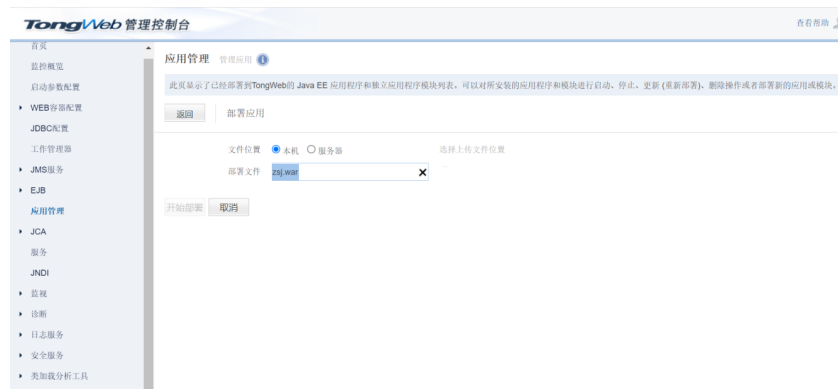 TongWeb 管理控制台
查看帮助
首页
监控概览
启动参数配置
WEB容器配置
JDBC配置
工作管理器
JMS服务
EJB
应用管理
JCA
服务
JNDI
监视
诊断
日志服务
安全服务
类加载分析工具
应用管理 管理应用
此页显示了已经部署到TongWeb的 Java EE 应用程序和独立应用程序模块列表，可以对所安装的应用程序和模块进行启动、停止、更新 (重新部署)、删除操作或者部署新的应用或模块、
返回 部署应用
文件位置 本机 服务器 选择上传文件位置
部署文件 zsj.war
开始部署 取消